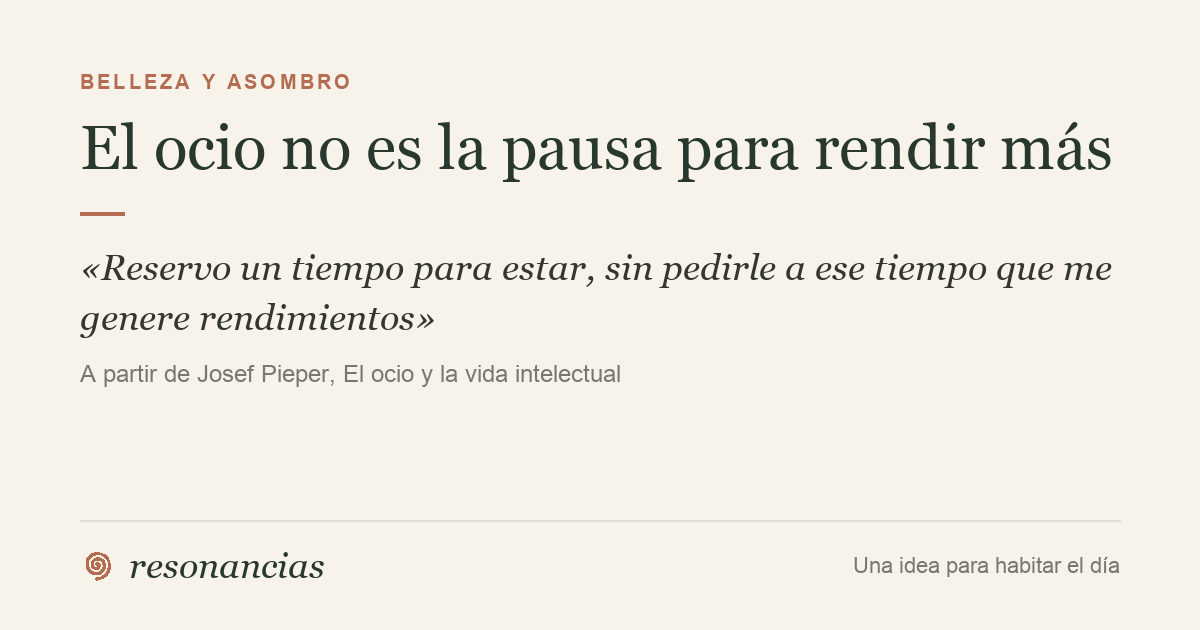 BELLEZA Y ASOMBRO
El ocio no es la pausa para rendir más
«Reservo un tiempo para estar, sin pedirle a ese tiempo que me
genere rendimientos»
A partir de Josef Pieper, El ocio y la vida intelectual
resonancias
Una idea para habitar el día